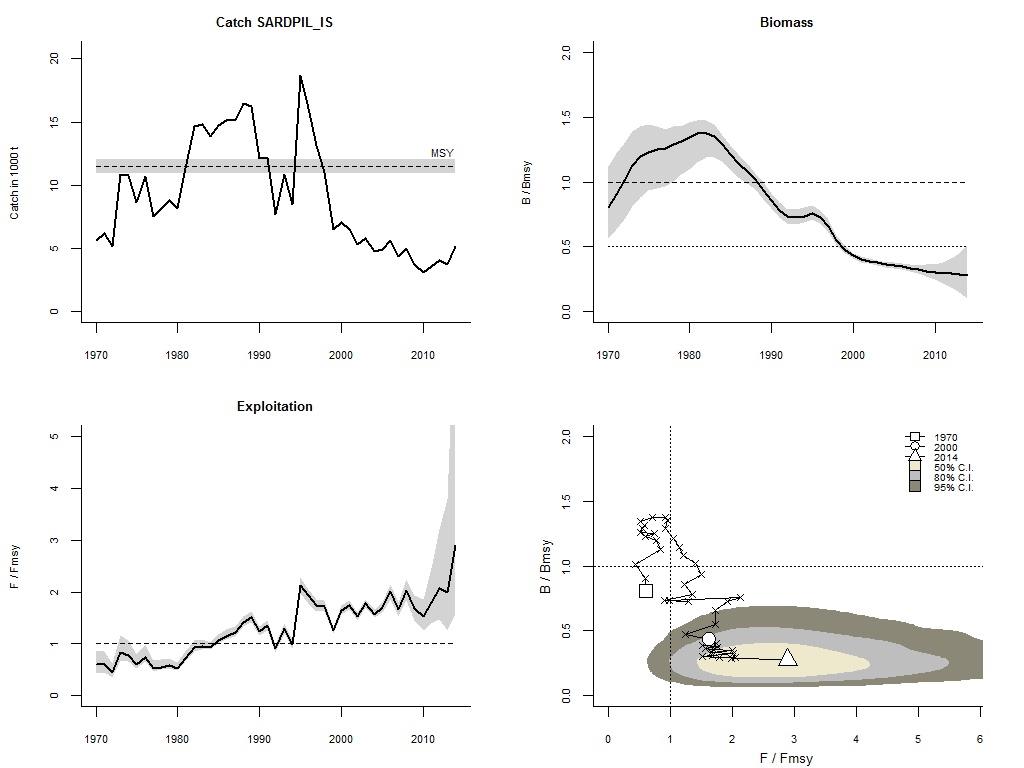 Catch SARDPIL_IS
Catch in 1000 t
20
15
10
5
0
MSY
1970 1980 1990 2000 2010
Biomass
B / Bmsy
2.0
1.5
1.0
0.5
0.0
1970 1980 1990 2000 2010
Exploitation
F / Fmsy
5
4
3
2
1
0
1970 1980 1990 2000 2010
B / Bmsy
2.0
1.5
1.0
0.5
0.0
1970
2000
2014
50% C.I.
80% C.I.
95% C.I.
0 1 2 3 4 5 6
F / Fmsy